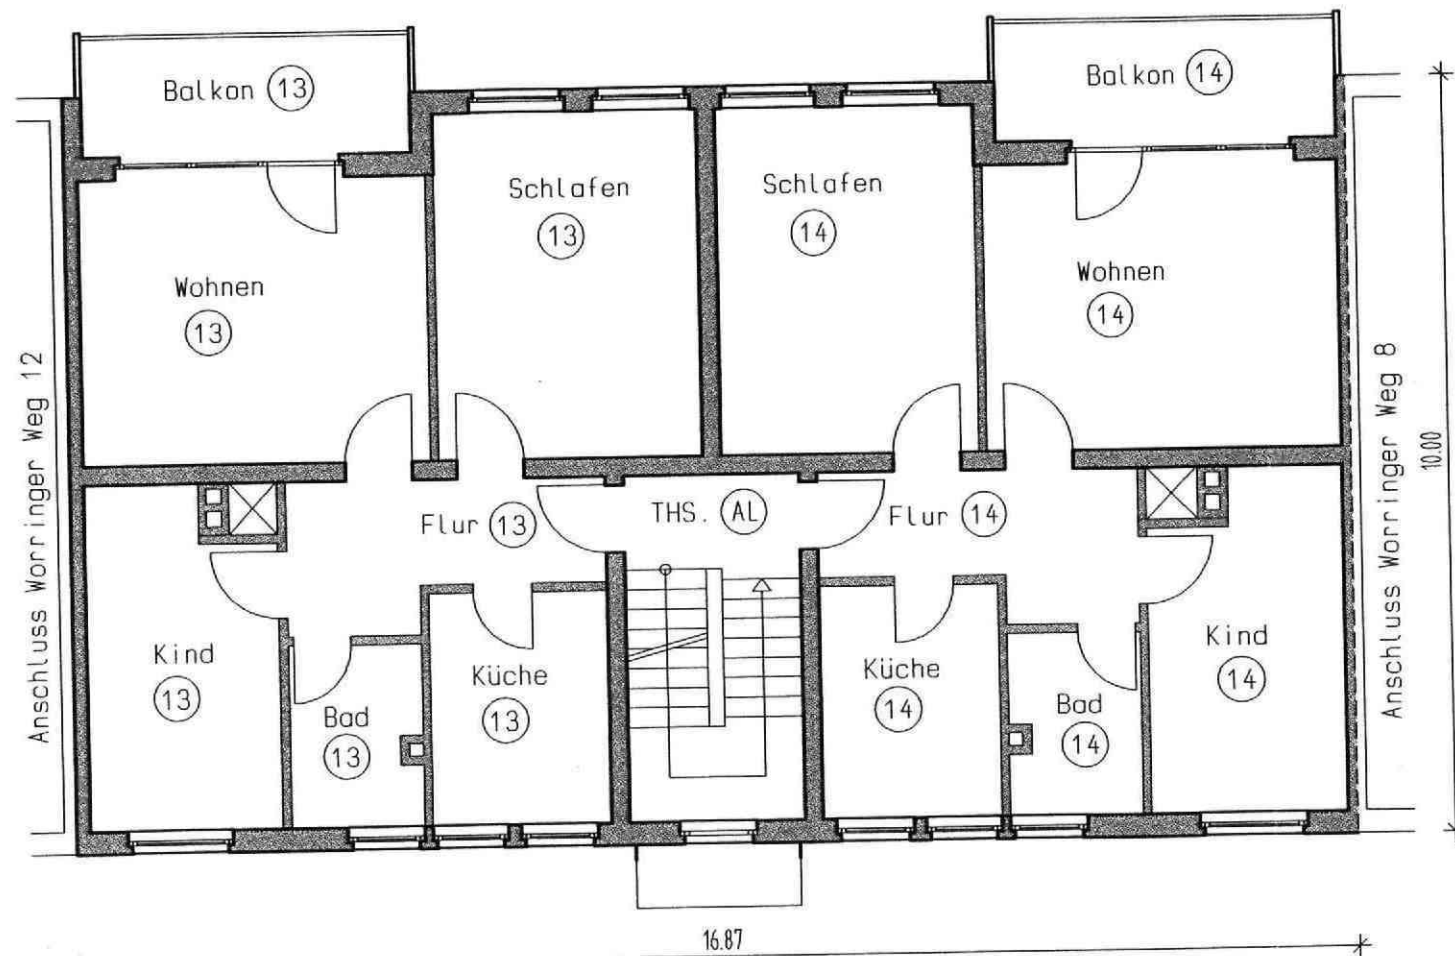 Balkon 13
Balkon 14
Schlafen
13
Schlafen
14
Wohnen
13
Wohnen
14
Anschluss Worringer Weg 12
Anschluss Worringer Weg 8
10.00
Flur 13
THS. AL
Flur 14
Kind
13
Bad
13
Küche
13
Küche
14
Bad
14
Kind
14
16.87